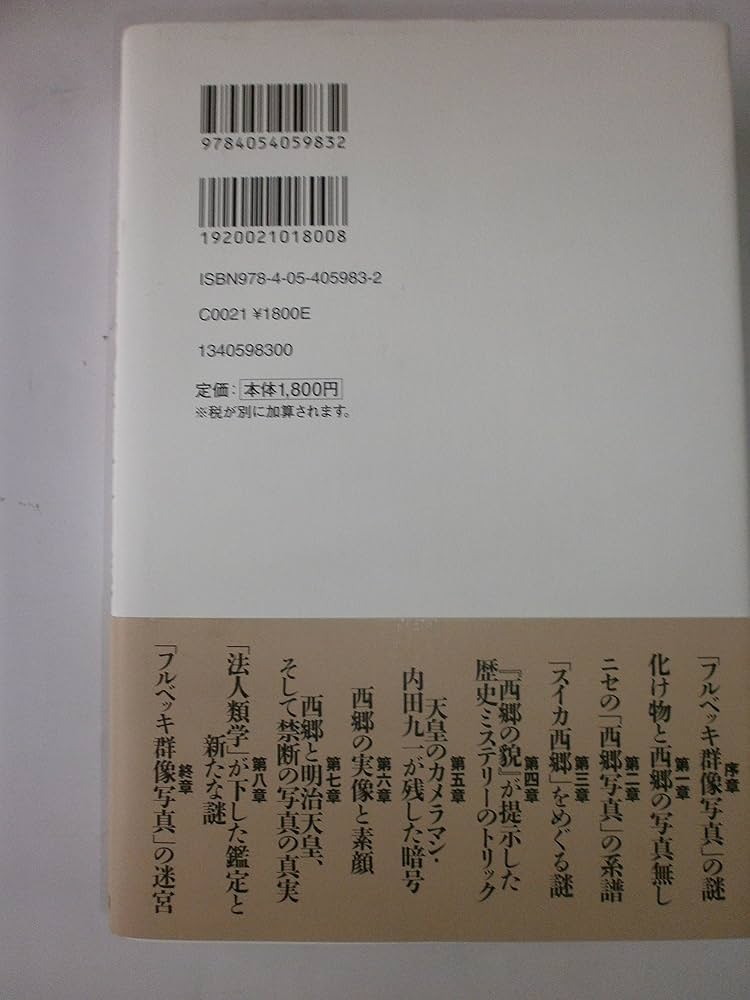 9784054059832
1920021018008
ISBN978-4-05-405983-2
C0021 ¥1800E
1340598300
定価：本体1,800円
※税が別に加算されます。
序章
「フルベッキ群像写真」の謎
第一章
化け物と西郷の写真無し
第二章
ニセの「西郷写真」の系譜
第三章
「スイカ西郷」をめぐる謎
第四章
『西郷の貌』が提示した
歴史ミステリーのトリック
第五章
天皇のカメラマン・
内田九一が残した暗号
第六章
西郷の実像と素顔
第七章
西郷と明治天皇、
そして禁断の写真の真実
第八章
「法人類学」が下した鑑定と
新たな謎
終章
「フルベッキ群像写真」の迷宮